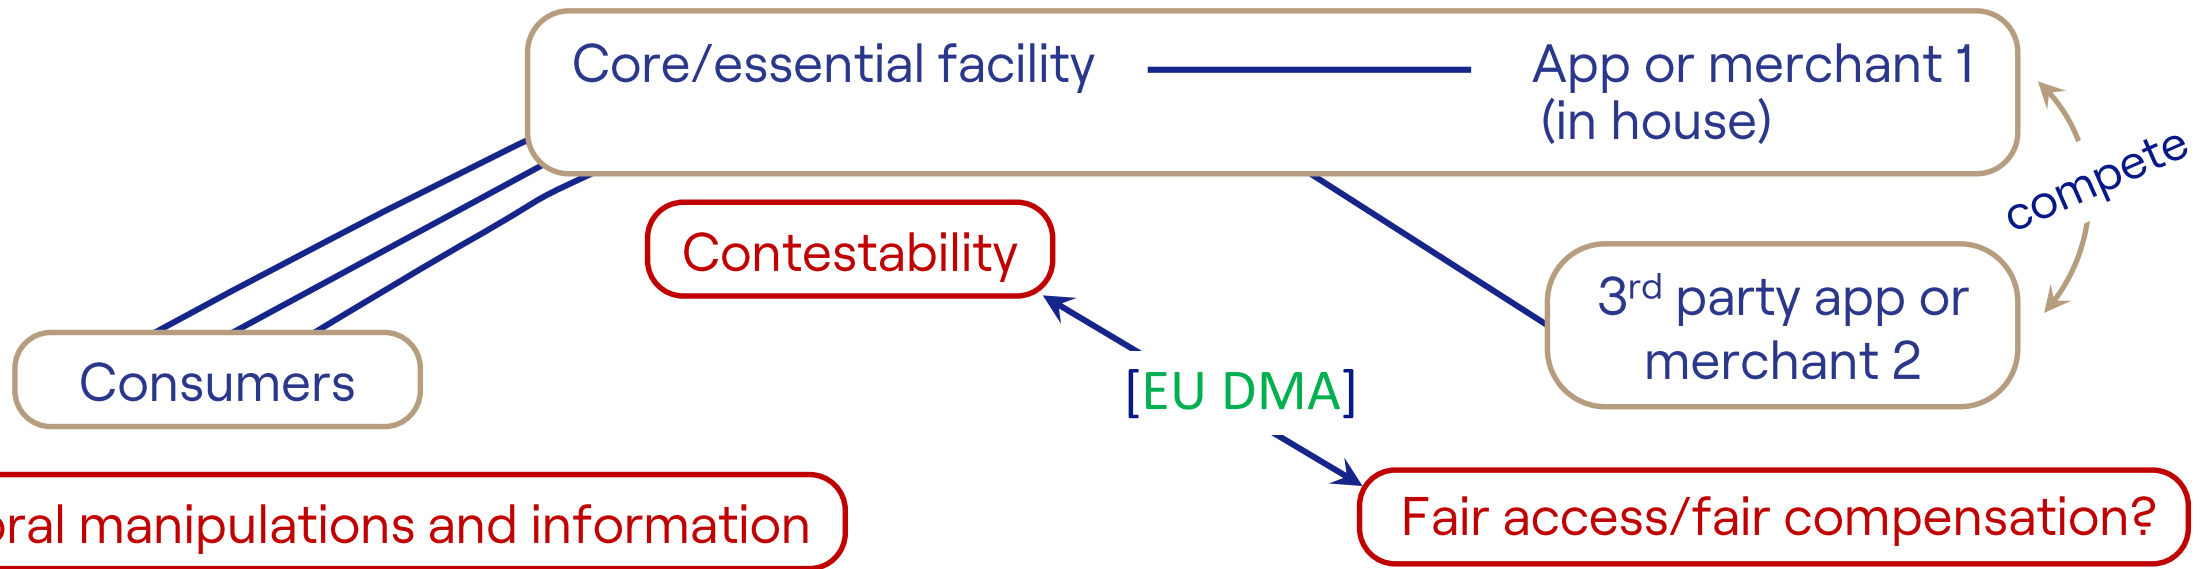 Core/essential facility
App or merchant 1
(in house)
compete
Contestability
3rd party app or
merchant 2
Consumers
[EU DMA]
manipulations and information
Fair access/fair compensation?